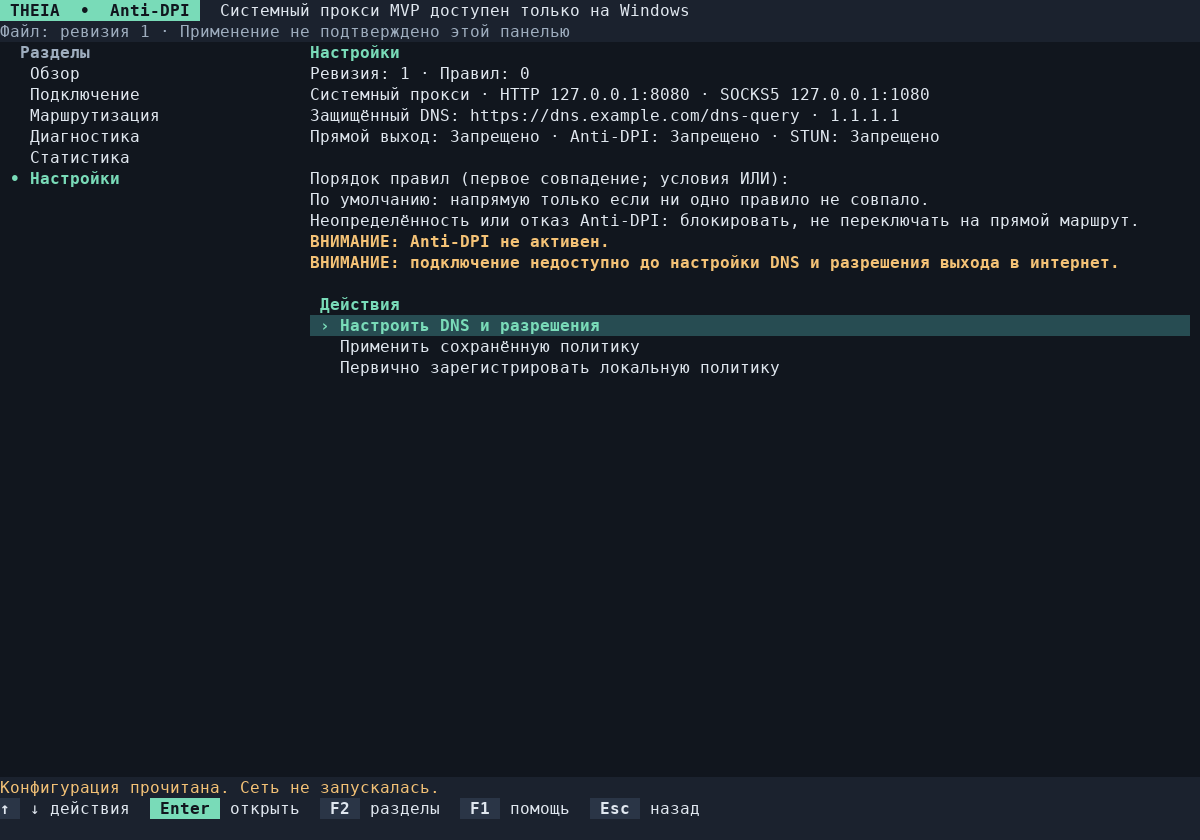 THEIA • Anti-DPI Системный прокси MVP доступен только на Windows
Файл: ревизия 1 · Применение не подтверждено этой панелью
Разделы
Обзор
Подключение
Маршрутизация
Диагностика
Статистика
• Настройки
Настройки
Ревизия: 1 · Правил: 0
Системный прокси · HTTP 127.0.0.1:8080 · SOCKS5 127.0.0.1:1080
Защищённый DNS: https://dns.example.com/dns-query · 1.1.1.1
Прямой выход: Запрещено · Anti-DPI: Запрещено · STUN: Запрещено
Порядок правил (первое совпадение; условия ИЛИ):
По умолчанию: напрямую только если ни одно правило не совпало.
Неопределённость или отказ Anti-DPI: блокировать, не переключать на прямой маршрут.
ВНИМАНИЕ: Anti-DPI не активен.
ВНИМАНИЕ: подключение недоступно до настройки DNS и разрешения выхода в интернет.
Действия
› Настроить DNS и разрешения
Применить сохранённую политику
Первично зарегистрировать локальную политику
Конфигурация прочитана. Сеть не запускалась.
↑ ↓ действия Enter открыть F2 разделы F1 помощь Esc назад